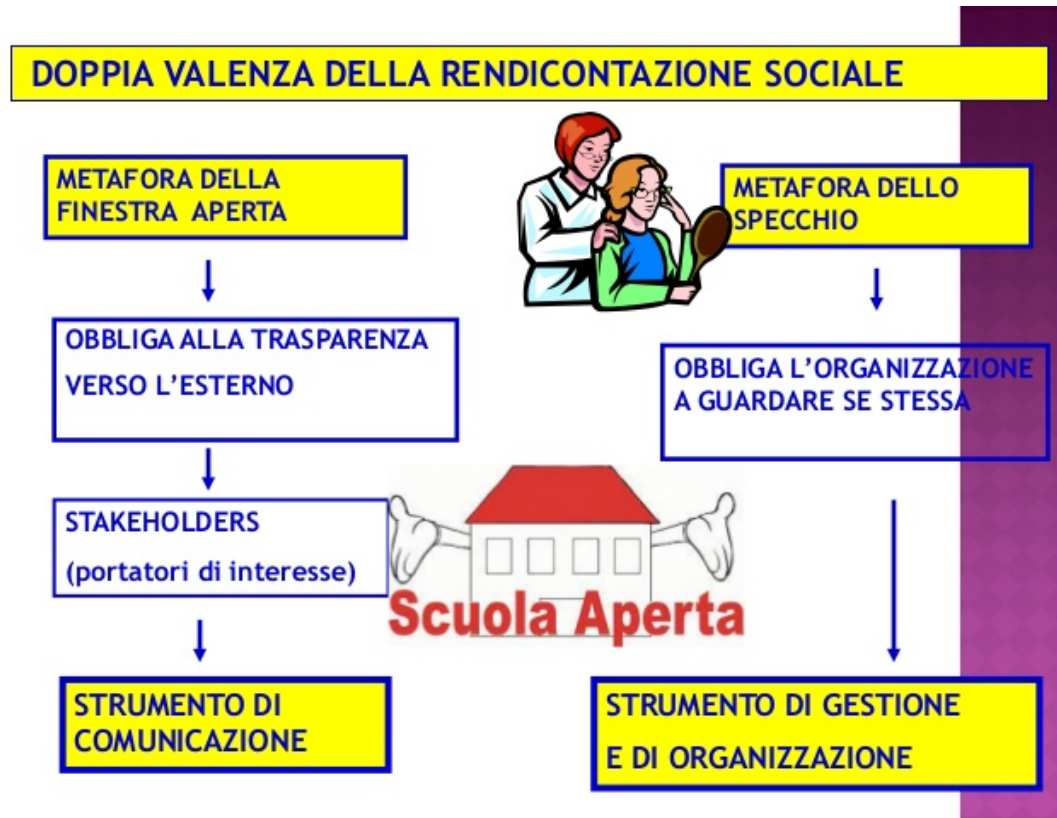 DOPPIA VALENZA DELLA RENDICONTAZIONE SOCIALE
METAFORA DELLA
FINESTRA APERTA
OBBLIGA ALLA TRASPARENZA
VERSO L'ESTERNO
STAKEHOLDERS
(portatori di interesse)
STRUMENTO DI
COMUNICAZIONE
METAFORA DELLO
SPECCHIO
OBBLIGA L'ORGANIZZAZIONE
A GUARDARE SE STESSA
Scuola Aperta
STRUMENTO DI GESTIONE
E DI ORGANIZZAZIONE